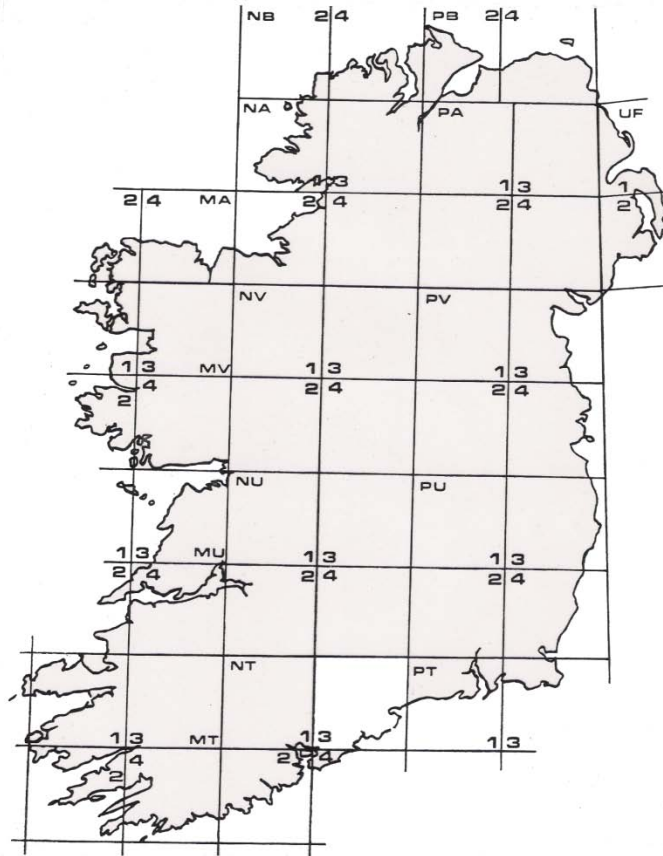 NB 2 4 PB 2 4
NA PA UF
3 1 3 1
2 4 MA 2 4 2 4 2
NV PV
1 3 MV 1 3 1 3
2 4 2 4 2 4
NU PU
1 3 MU 1 3 1 3
2 4 2 4 2 4
NT PT
1 3 MT 1 3 1 3
2 4 2 4